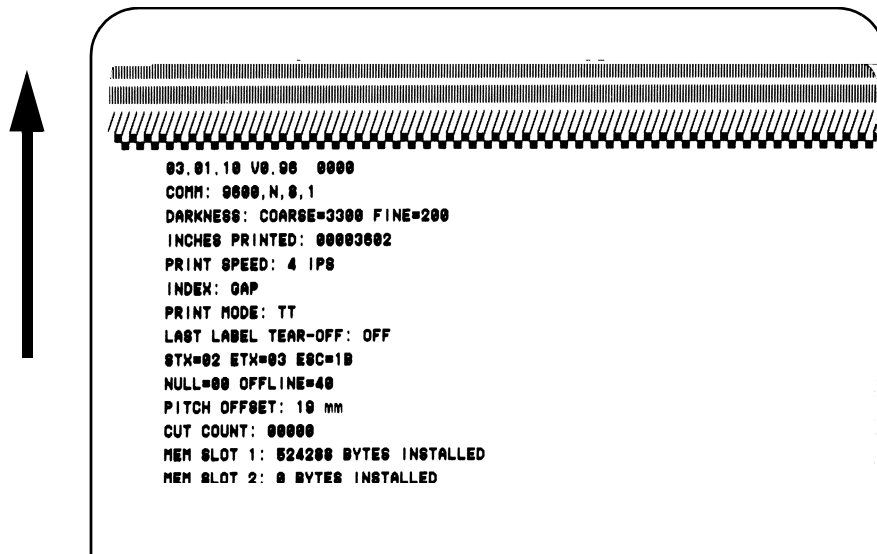 03.01.10 V0.96 0000
COMM: 9600,N,8,1
DARKNESS: COARSE=3300 FINE=200
INCHES PRINTED: 00003602
PRINT SPEED: 4 IPS
INDEX: GAP
PRINT MODE: TT
LAST LABEL TEAR-OFF: OFF
STX=02 ETX=03 ESC=1B
NULL=00 OFFLINE=40
PITCH OFFSET: 19 mm
CUT COUNT: 00000
MEM SLOT 1: 524288 BYTES INSTALLED
MEM SLOT 2: 0 BYTES INSTALLED